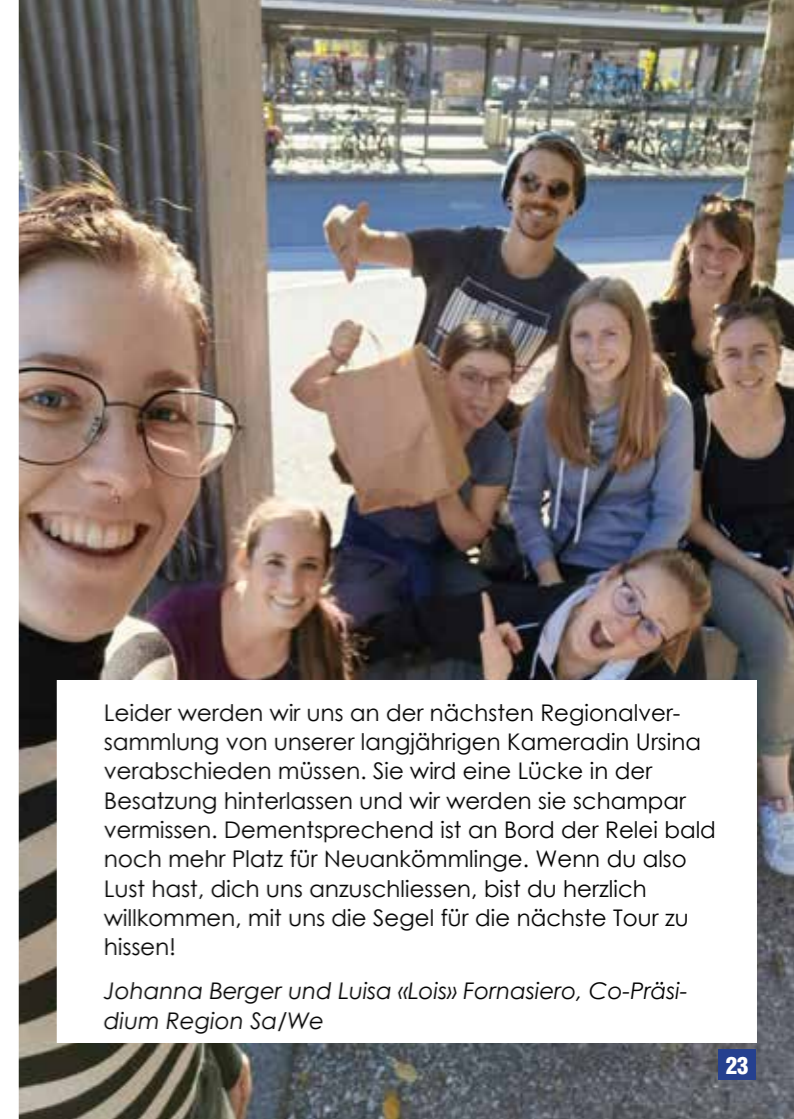 Leider werden wir uns an der nächsten Regionalver-
sammlung von unserer langjährigen Kameradin Ursina
verabschieden müssen. Sie wird eine Lücke in der
Besatzung hinterlassen und wir werden sie schampar
vermissen. Dementsprechend ist an Bord der Relei bald
noch mehr Platz für Neuankömmlinge. Wenn du also
Lust hast, dich uns anzuschliessen, bist du herzlich
willkommen, mit uns die Segel für die nächste Tour zu
hissen!
Johanna Berger und Luisa «Lois» Fornasiero, Co-Präsi-
dium Region Sa/We
23